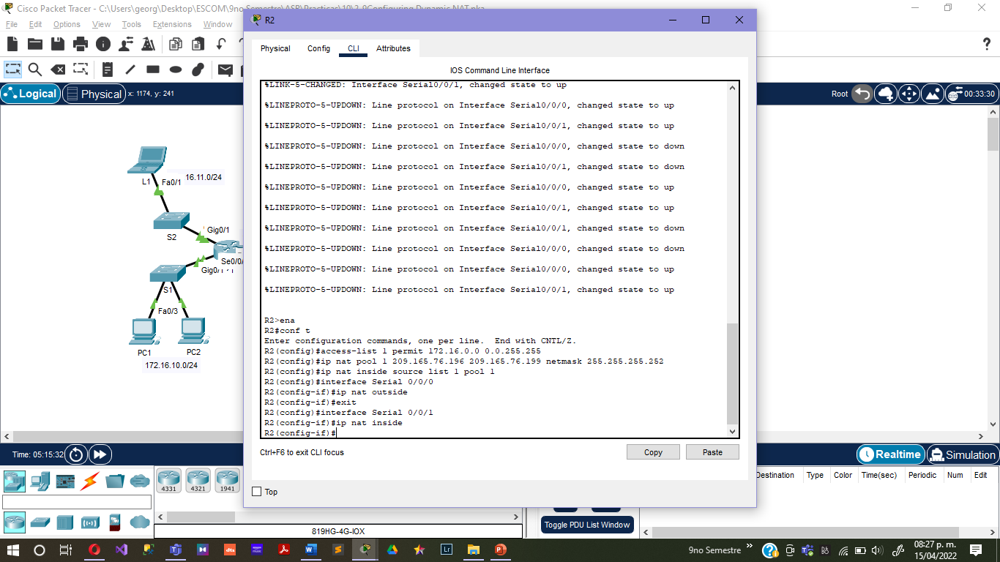 Cisco Packet Tracer - C:\Users\georg\Desktop\ESCOM\9no Semestre\ASR\Practicas\10\2.9Configuring Dynamic NAT.pka
File Edit Options View Tools Extensions Window
R2
Physical Config CLI Attributes
IOS Command Line Interface
Logical Physical x: 1174, y: 241
Root 00:33:30
%LINK-5-CHANGED: Interface Serial0/0/1, changed state to up
%LINEPROTO-5-UPDOWN: Line protocol on Interface Serial0/0/0, changed state to up
%LINEPROTO-5-UPDOWN: Line protocol on Interface Serial0/0/1, changed state to up
%LINEPROTO-5-UPDOWN: Line protocol on Interface Serial0/0/0, changed state to down
%LINEPROTO-5-UPDOWN: Line protocol on Interface Serial0/0/1, changed state to down
%LINEPROTO-5-UPDOWN: Line protocol on Interface Serial0/0/0, changed state to up
%LINEPROTO-5-UPDOWN: Line protocol on Interface Serial0/0/1, changed state to up
%LINEPROTO-5-UPDOWN: Line protocol on Interface Serial0/0/1, changed state to down
%LINEPROTO-5-UPDOWN: Line protocol on Interface Serial0/0/0, changed state to down
%LINEPROTO-5-UPDOWN: Line protocol on Interface Serial0/0/0, changed state to up
%LINEPROTO-5-UPDOWN: Line protocol on Interface Serial0/0/1, changed state to up
R2>ena
R2#conf t
Enter configuration commands, one per line. End with CNTL/Z.
R2(config)#access-list 1 permit 172.16.0.0 0.0.255.255
R2(config)#ip nat pool 1 209.165.76.196 209.165.76.199 netmask 255.255.255.252
R2(config)#ip nat inside source list 1 pool 1
R2(config)#interface Serial 0/0/0
R2(config-if)#ip nat outside
R2(config-if)#exit
R2(config)#interface Serial 0/0/1
R2(config-if)#ip nat inside
R2(config-if)#
Ctrl+F6 to exit CLI focus
Copy
Paste
Top
L1
Fa0/1
16.11.0/24
S2
Gig0/1
Se0/0/
Gig0/
S1
Fa0/3
PC1
PC2
172.16.10.0/24
Time: 05:15:32
Realtime
Simulation
4331
4321
1941
819HG-4G-IOX
Toggle PDU List Window
Destination Type Color Time(sec) Periodic Num Edit
dts
Lr
9no Semestre
08:27 p. m.
15/04/2022